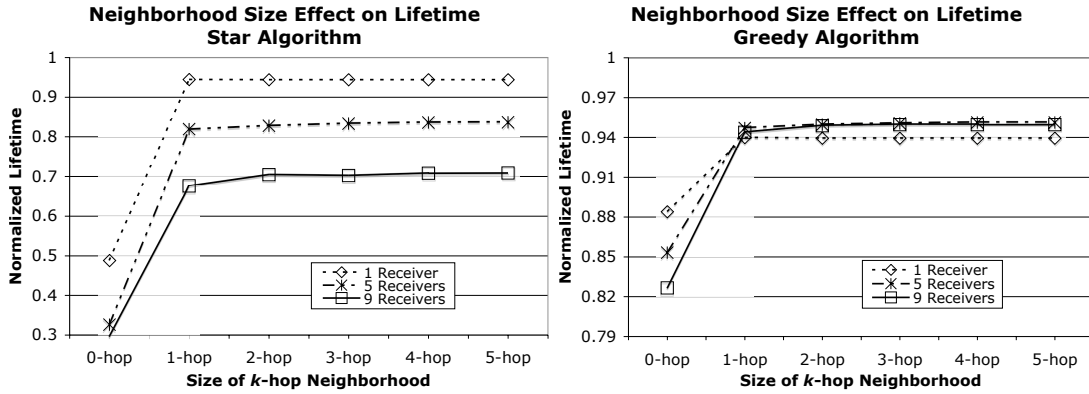 Neighborhood Size Effect on Lifetime
Star Algorithm
Normalized Lifetime
1
0.9
0.8
0.7
0.6
0.5
0.4
0.3
1 Receiver
5 Receivers
9 Receivers
0-hop 1-hop 2-hop 3-hop 4-hop 5-hop
Size of k-hop Neighborhood
Neighborhood Size Effect on Lifetime
Greedy Algorithm
Normalized Lifetime
1
0.97
0.94
0.91
0.88
0.85
0.82
0.79
1 Receiver
5 Receivers
9 Receivers
0-hop 1-hop 2-hop 3-hop 4-hop 5-hop
Size of k-hop Neighborhood